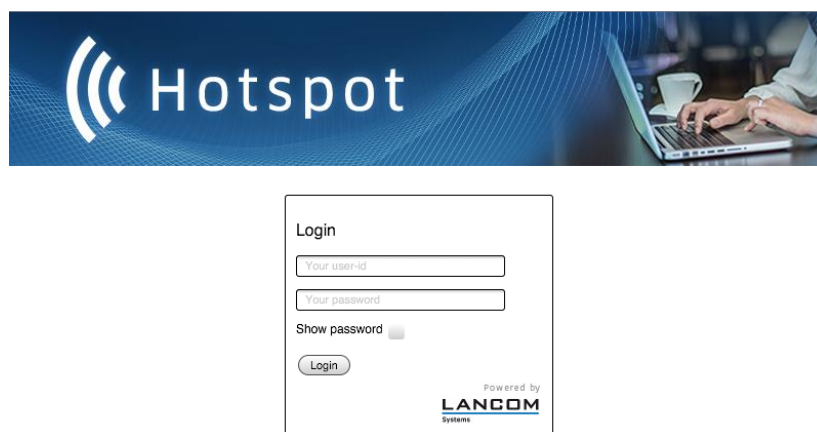 Hotspot
Login
Your user-id
Your password
Show password
Login
Powered by
LANCOM
Systems